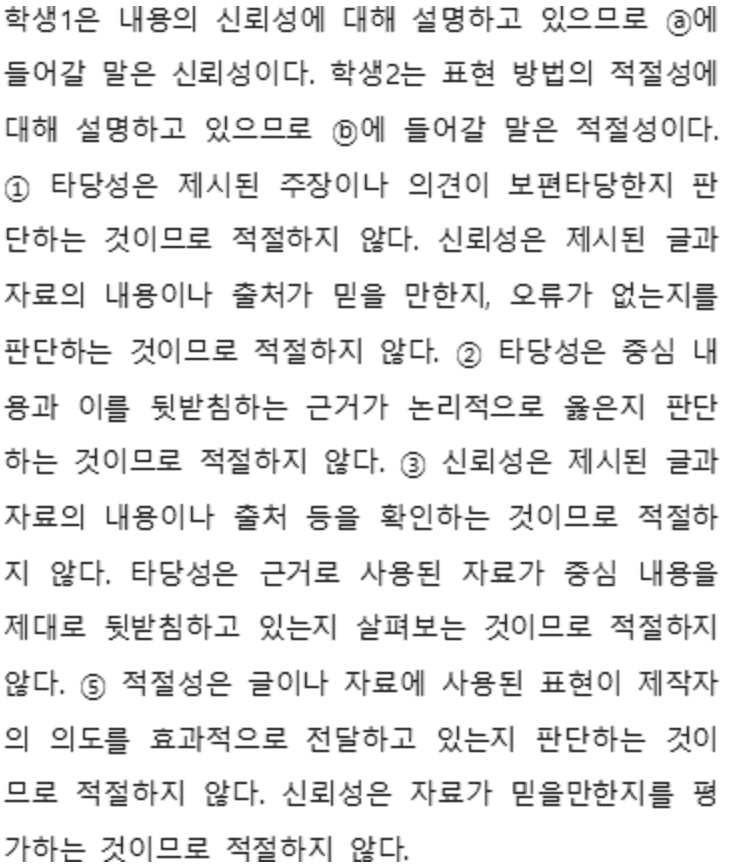 학생1은 내용의 신뢰성에 대해 설명하고 있으므로 ⓐ에
들어갈 말은 신뢰성이다. 학생2는 표현 방법의 적절성에
대해 설명하고 있으므로 ⓑ에 들어갈 말은 적절성이다.
① 타당성은 제시된 주장이나 의견이 보편타당한지 판
단하는 것이므로 적절하지 않다. 신뢰성은 제시된 글과
자료의 내용이나 출처가 믿을 만한지, 오류가 없는지를
판단하는 것이므로 적절하지 않다. ② 타당성은 중심 내
용과 이를 뒷받침하는 근거가 논리적으로 옳은지 판단
하는 것이므로 적절하지 않다. ③ 신뢰성은 제시된 글과
자료의 내용이나 출처 등을 확인하는 것이므로 적절하
지 않다. 타당성은 근거로 사용된 자료가 중심 내용을
제대로 뒷받침하고 있는지 살펴보는 것이므로 적절하지
않다. ⑤ 적절성은 글이나 자료에 사용된 표현이 제작자
의 의도를 효과적으로 전달하고 있는지 판단하는 것이
므로 적절하지 않다. 신뢰성은 자료가 믿을만한지를 평
가하는 것이므로 적절하지 않다.